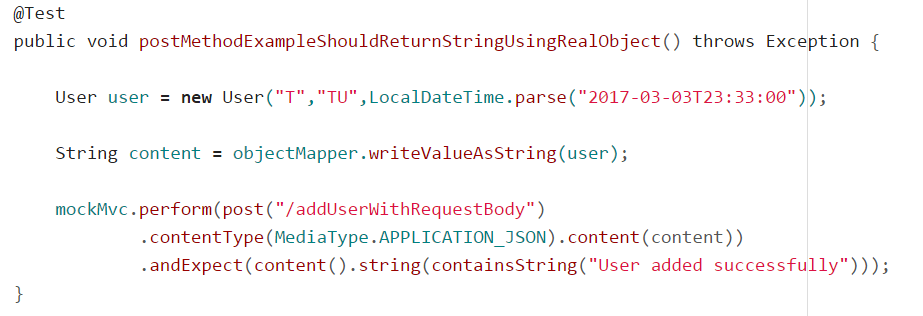 @Test
public void postMethodExampleShouldReturnStringUsingRealObject() throws Exception {
User user = new User("T","TU",LocalDateTime.parse("2017-03-03T23:33:00"));
String content = objectMapper.writeValueAsString(user);
mockMvc.perform(post("/addUserWithRequestBody")
.contentType(MediaType.APPLICATION_JSON).content(content))
.andExpect(content().string(containsString("User added successfully")));
}